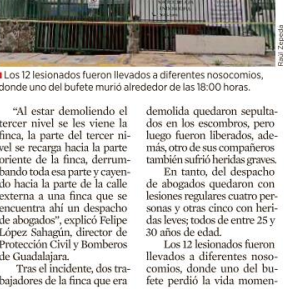 Raúl Zepeda
Los 12 lesionados fueron llevados a diferentes nosocomios,
donde uno del bufete murió alrededor de las 18:00 horas.
“Al estar demoliendo el
tercer nivel se les viene la
finca, la parte del tercer ni-
vel se recarga hacia la parte
oriente de la finca, derrum-
bando toda esa parte y cayen-
do hacia la parte de la calle
externa a una finca que se
encuentra ahí un despacho
de abogados”, explicó Felipe
López Sahagún, director de
Protección Civil y Bomberos
de Guadalajara.
Tras el incidente, dos tra-
bajadores de la finca que era
demolida quedaron sepulta-
dos en los escombros, pero
luego fueron liberados, ade-
más, otro de sus compañeros
también sufrió heridas graves.
En tanto, del despacho
de abogados quedaron con
lesiones regulares cuatro per-
sonas y otras cinco con heri-
das leves; todos de entre 25 y
30 años de edad.
Los 12 lesionados fueron
llevados a diferentes noso-
comios, donde uno del bu-
fete perdió la vida momen-